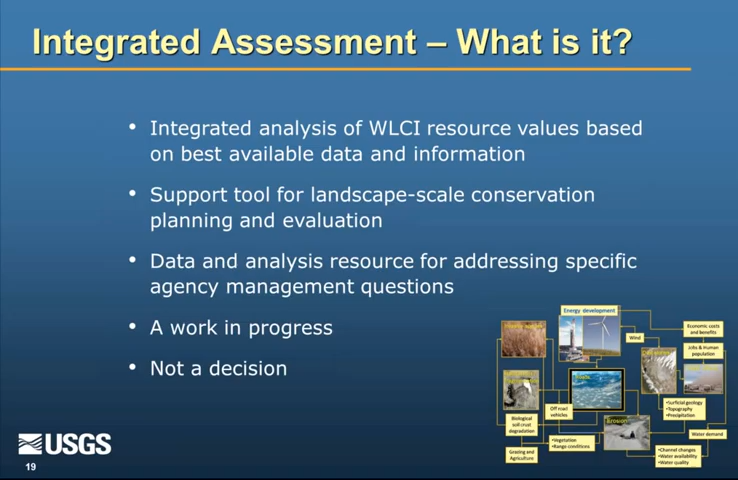 Integrated Assessment – What is it?
• Integrated analysis of WLCI resource values based
on best available data and information
• Support tool for landscape-scale conservation
planning and evaluation
• Data and analysis resource for addressing specific
agency management questions
• A work in progress
• Not a decision
Energy development
Economic costs
and benefits
Wind
Jobs & Human
population
Off road
vehicles
•Surficial geology
•Topography
•Precipitation
Biological
soil crust
degradation
Erosion
Water demand
•Vegetation
•Range conditions
Grazing and
Agriculture
•Channel changes
•Water availability
•Water quality
USGS
19